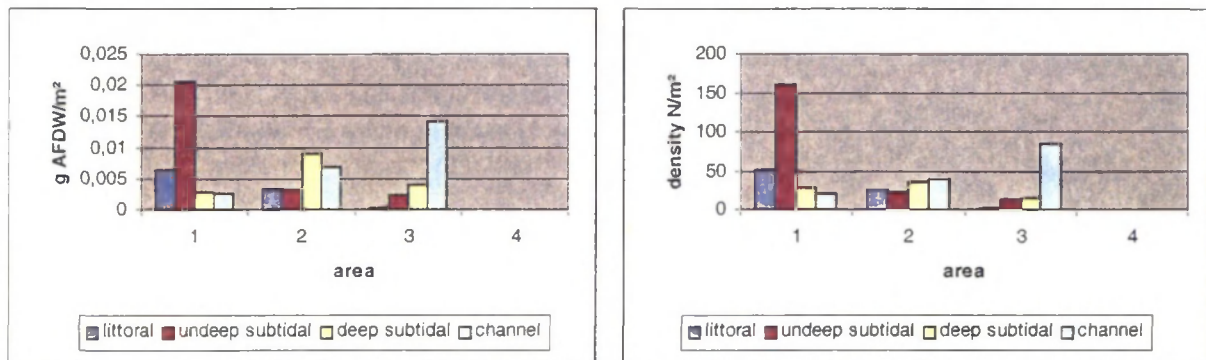 g AFDW/m²
0,025
0,02
0,015
0,01
0,005
0
1 2 3 4
area
littoral undeep subtidal deep subtidal channel
density N/m²
200
150
100
50
0
1 2 3 4
area
littoral undeep subtidal deep subtidal channel